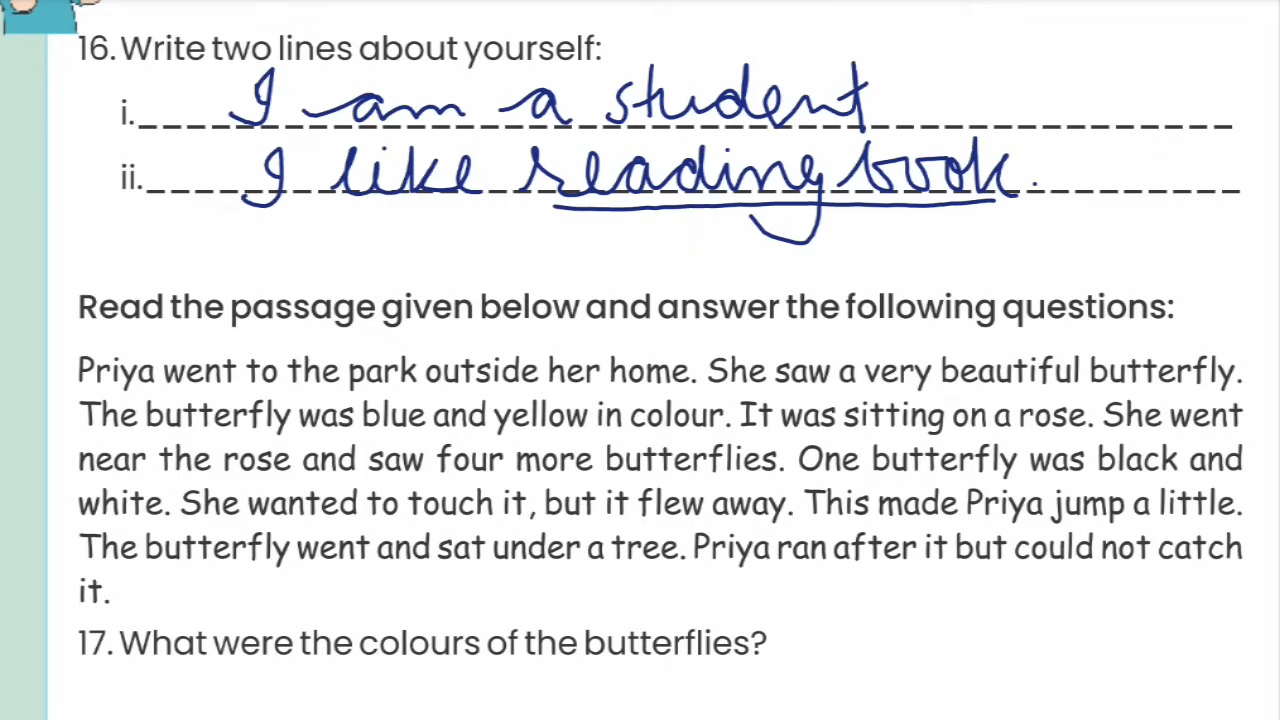 16. Write two lines about yourself:
i. I am a student
ii. I like reading book.
Read the passage given below and answer the following questions:
Priya went to the park outside her home. She saw a very beautiful butterfly.
The butterfly was blue and yellow in colour. It was sitting on a rose. She went
near the rose and saw four more butterflies. One butterfly was black and
white. She wanted to touch it, but it flew away. This made Priya jump a little.
The butterfly went and sat under a tree. Priya ran after it but could not catch
it.
17. What were the colours of the butterflies?